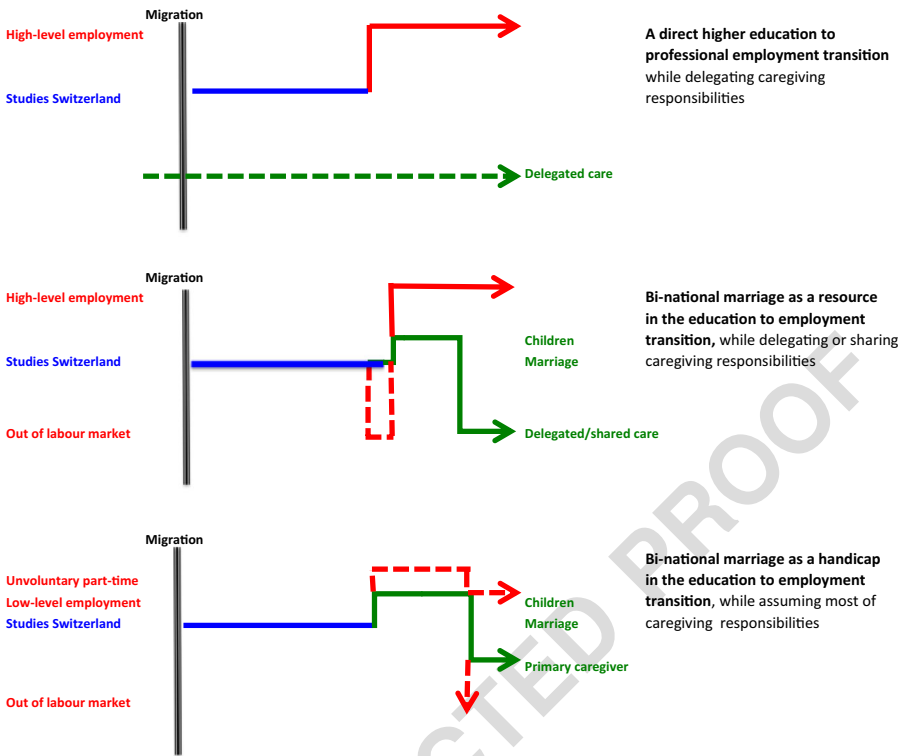 Migration
High-level employment
Studies Switzerland
Delegated care
A direct higher education to
professional employment transition
while delegating caregiving
responsibilities
Migration
High-level employment
Studies Switzerland
Out of labour market
Children
Marriage
Delegated/shared care
Bi-national marriage as a resource
in the education to employment
transition, while delegating or sharing
caregiving responsibilities
Migration
Unvoluntary part-time
Low-level employment
Studies Switzerland
Out of labour market
Children
Marriage
Primary caregiver
Bi-national marriage as a handicap
in the education to employment
transition, while assuming most of
caregiving responsibilities
CTED PROOF